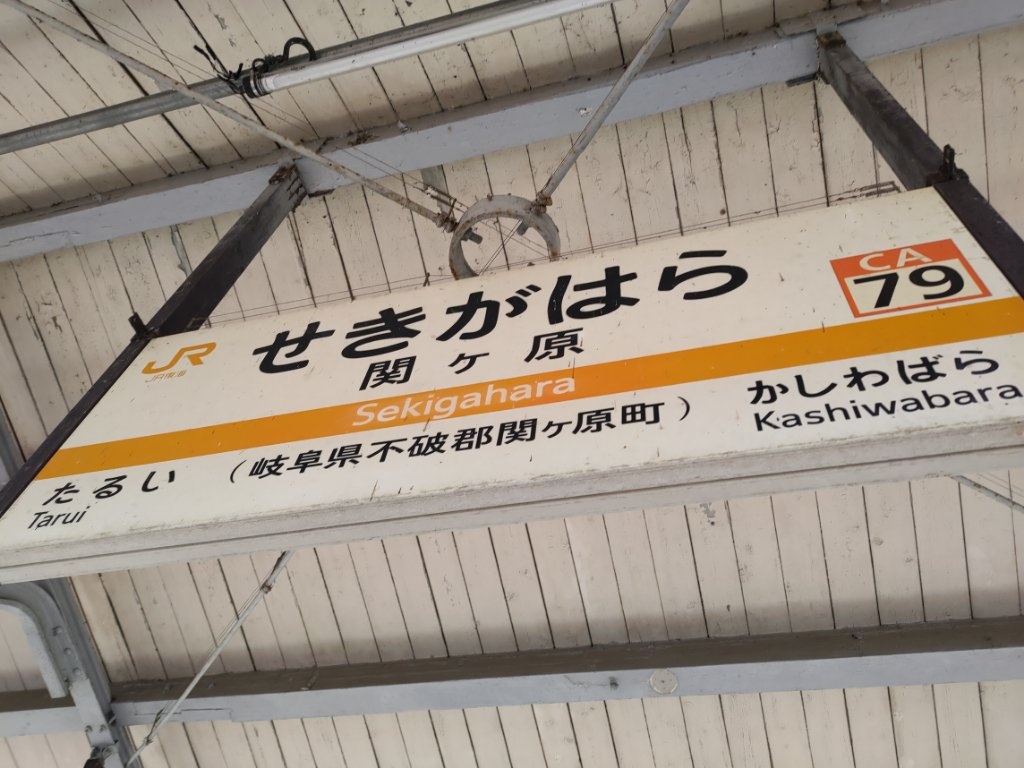 JR
JR東海
せきがはら
関ヶ原
CA
79
Sekigahara
たるい
Tarui
（岐阜県不破郡関ヶ原町）
かしわばら
Kashiwabara